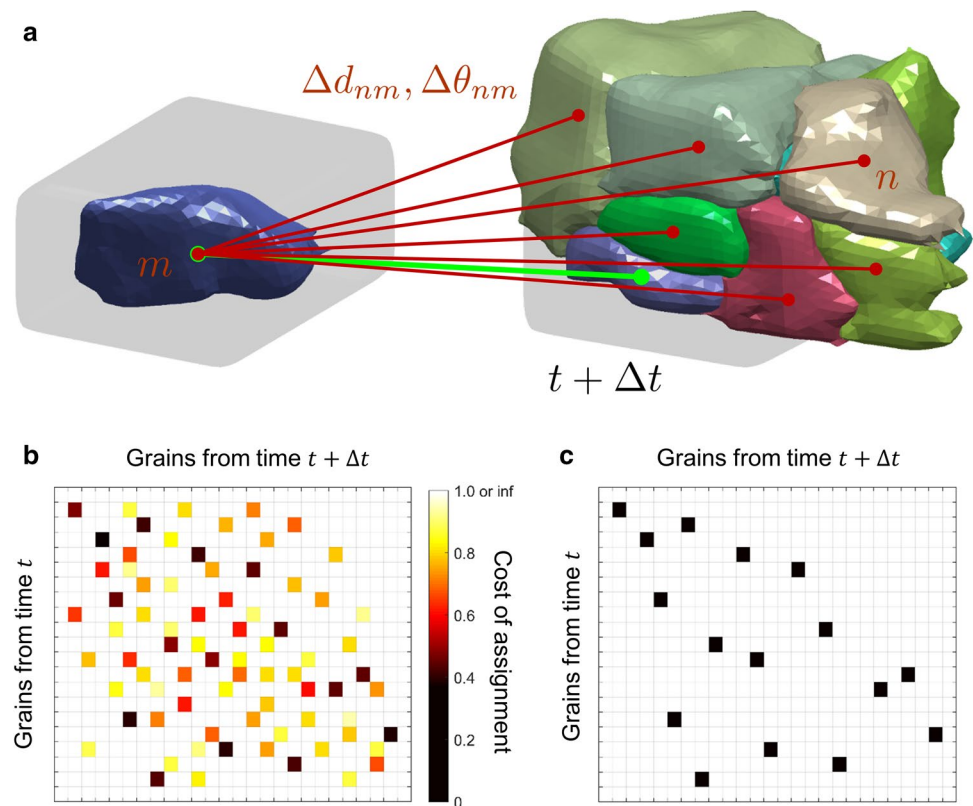 a
Δd_nm, Δθ_nm
m
n
t + Δt
b
Grains from time t + Δt
Grains from time t
1.0 or inf
0.8
0.6
0.4
0.2
0
Cost of assignment
c
Grains from time t + Δt
Grains from time t